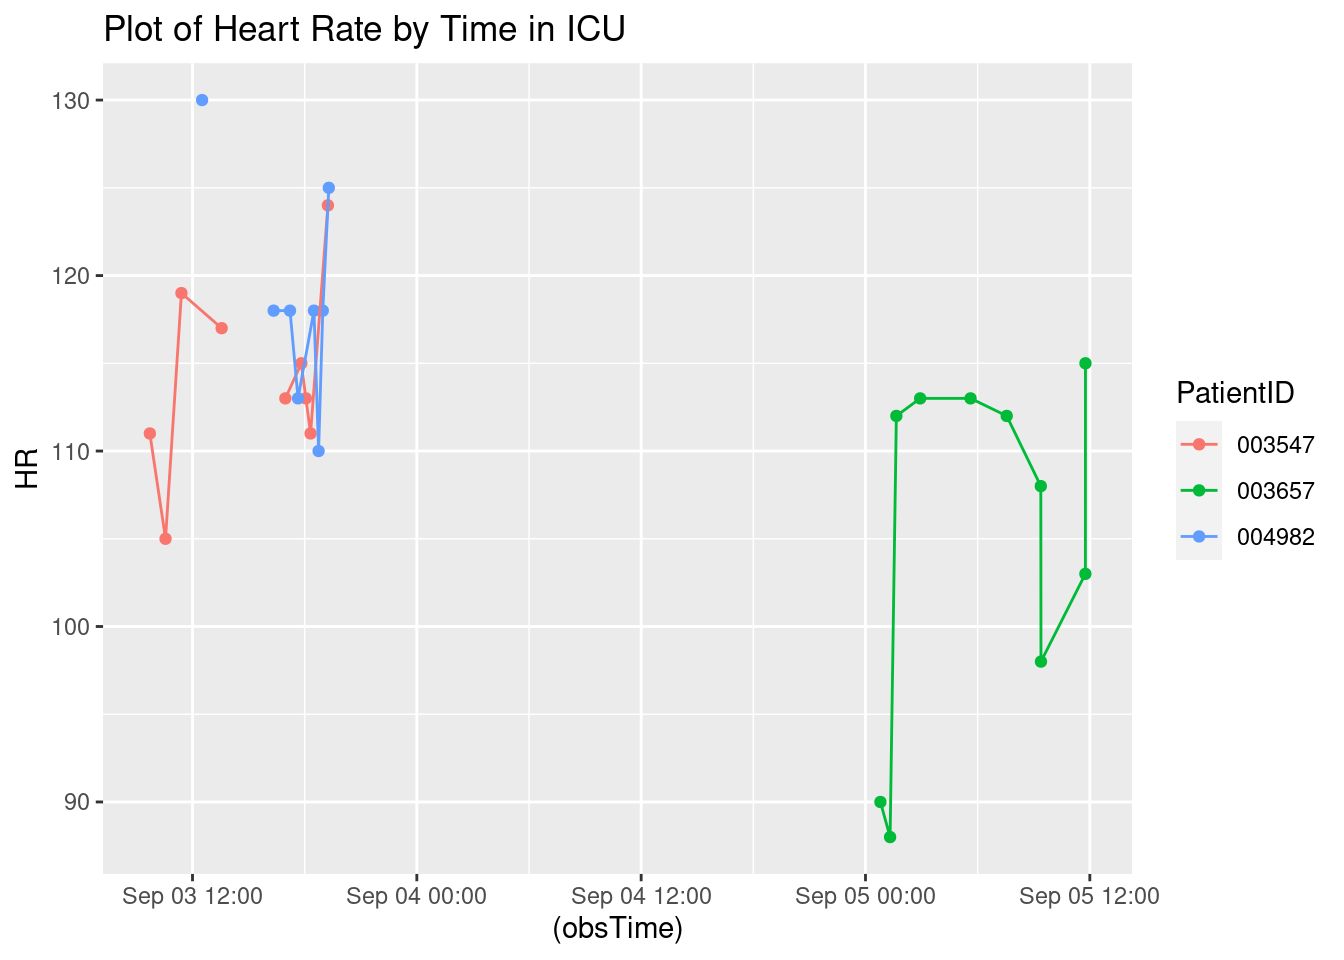 Plot of Heart Rate by Time in ICU
130
120
110
100
90
HR
Sep 03 12:00 Sep 04 00:00 Sep 04 12:00 Sep 05 00:00 Sep 05 12:00
(obsTime)
PatientID
003547
003657
004982